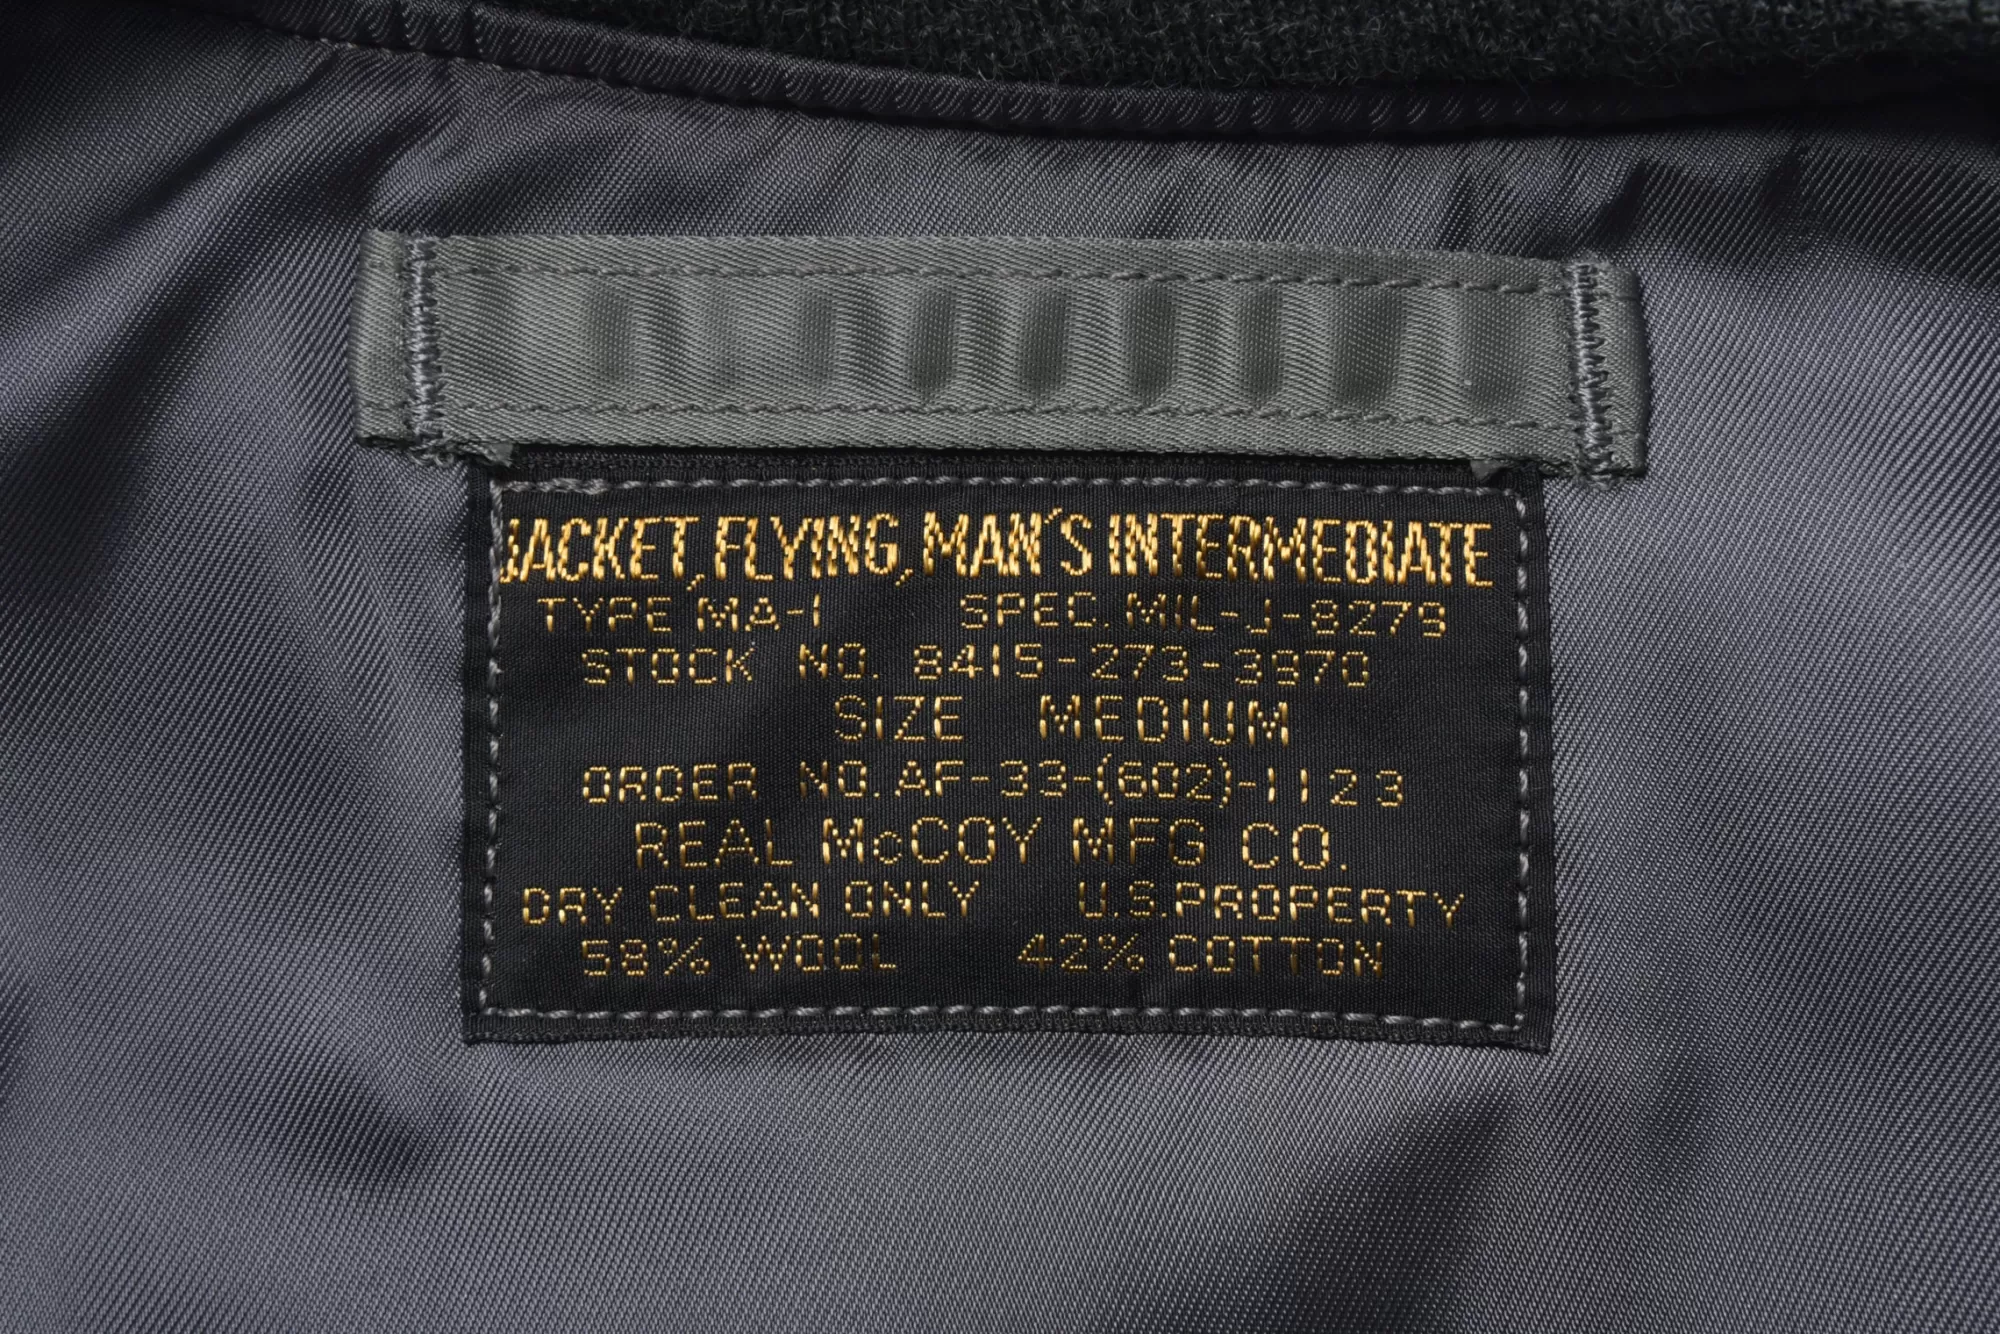 JACKET, FLYING, MAN'S INTERMEDIATE
TYPE MA-1 SPEC. MIL-J-8279
STOCK NO. 8415-273-3970
SIZE MEDIUM
ORDER NO. AF-33-(602)-1123
REAL McCOY MFG CO.
DRY CLEAN ONLY U.S. PROPERTY
58% WOOL 42% COTTON